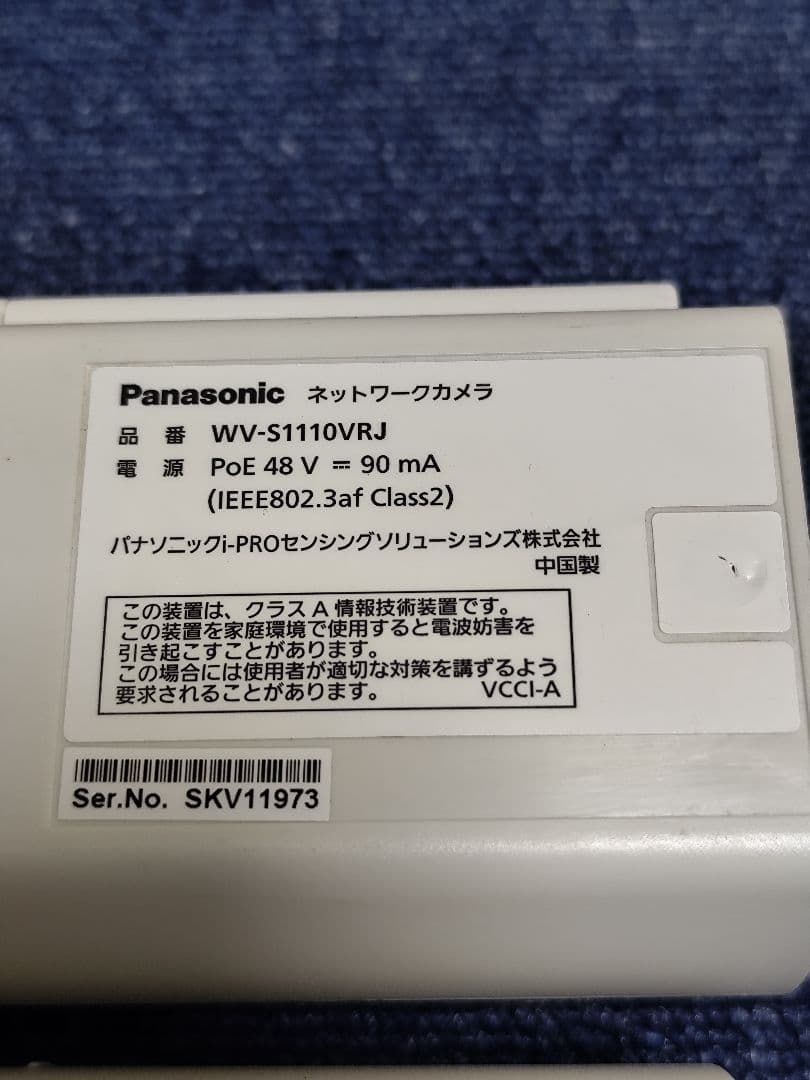 Panasonic ネットワークカメラ
品 番 WV-S1110VRJ
電 源 PoE 48 V ⎓ 90 mA
(IEEE802.3af Class2)
パナソニックi-PROセンシングソリューションズ株式会社
中国製
この装置は、クラス A 情報技術装置です。
この装置を家庭環境で使用すると電波妨害を
引き起こすことがあります。
この場合には使用者が適切な対策を講ずるよう
要求されることがあります。 VCCI-A
Ser.No. SKV11973